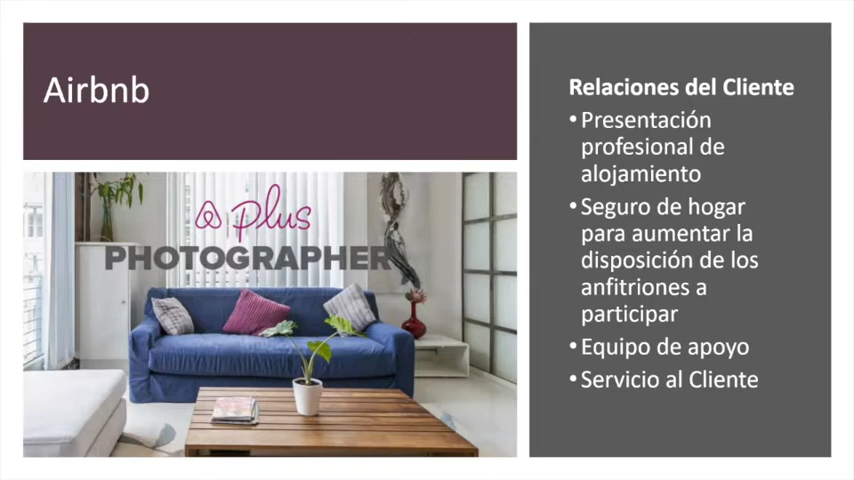 Airbnb
plus
PHOTOGRAPHER
Relaciones del Cliente
•Presentación
profesional de
alojamiento
•Seguro de hogar
para aumentar la
disposición de los
anfitriones a
participar
•Equipo de apoyo
•Servicio al Cliente